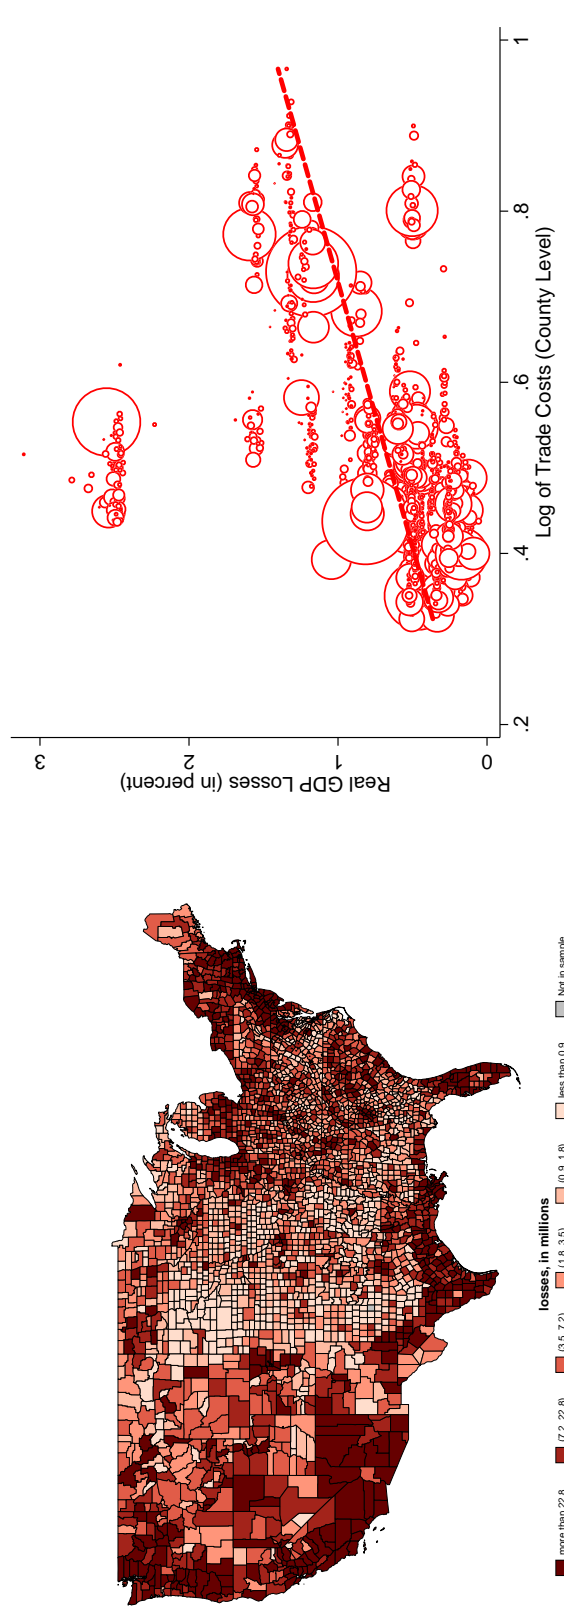 0
1
2
3
Real GDP Losses (in percent)
.2
.4
.6
.8
1
Log of Trade Costs (County Level)
losses, in millions
more than 22.8
(7.2, 22.8)
(3.5, 7.2)
(1.8, 3.5)
(0.9, 1.8)
less than 0.9
Not in sample